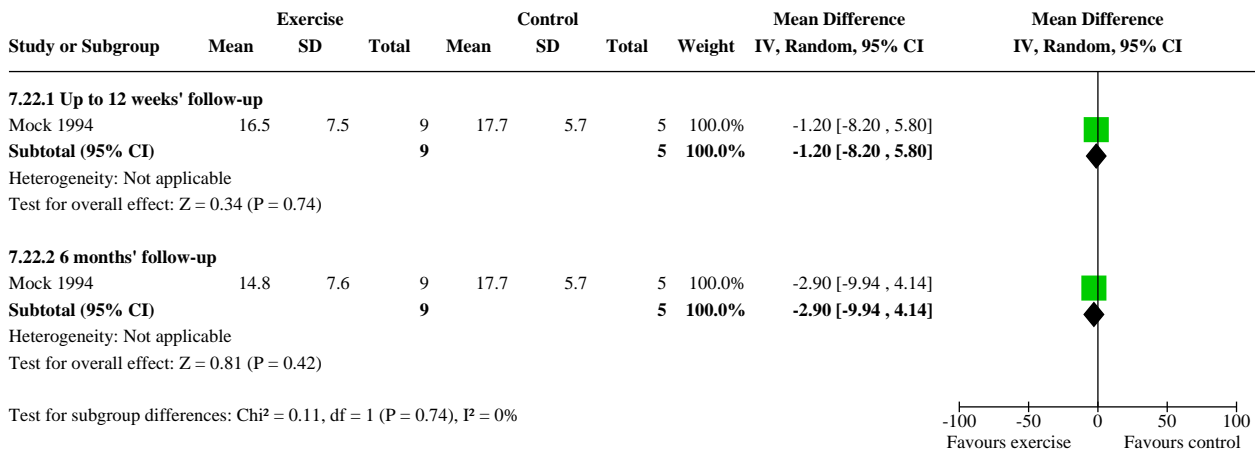 Exercise Control Mean Difference Mean Difference
Study or Subgroup Mean SD Total Mean SD Total Weight IV, Random, 95% CI IV, Random, 95% CI
7.22.1 Up to 12 weeks' follow-up
Mock 1994 16.5 7.5 9 17.7 5.7 5 100.0% -1.20 [-8.20 , 5.80]
Subtotal (95% CI) 9 5 100.0% -1.20 [-8.20 , 5.80]
Heterogeneity: Not applicable
Test for overall effect: Z = 0.34 (P = 0.74)
7.22.2 6 months' follow-up
Mock 1994 14.8 7.6 9 17.7 5.7 5 100.0% -2.90 [-9.94 , 4.14]
Subtotal (95% CI) 9 5 100.0% -2.90 [-9.94 , 4.14]
Heterogeneity: Not applicable
Test for overall effect: Z = 0.81 (P = 0.42)
Test for subgroup differences: Chi² = 0.11, df = 1 (P = 0.74), I² = 0%
-100 -50 0 50 100
Favours exercise Favours control